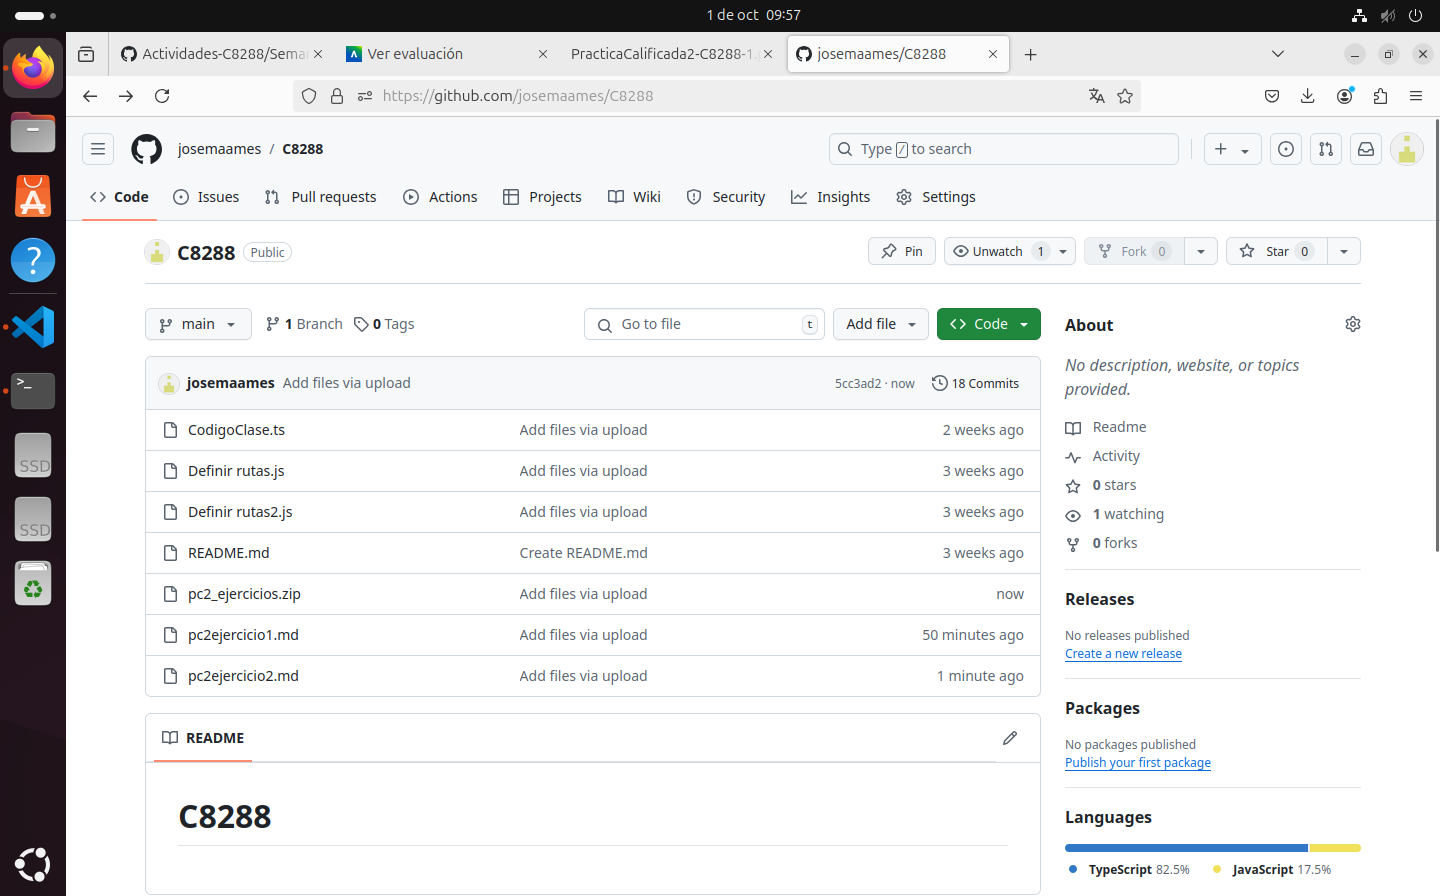 1 de oct 09:57
Actividades-C8288/Sema
Ver evaluación
PracticaCalificada2-C8288-1.
josemaames/C8288
https://github.com/josemaames/C8288
josemaames / C8288
Type / to search
Code
Issues
Pull requests
Actions
Projects
Wiki
Security
Insights
Settings
C8288 Public
Pin
Unwatch 1
Fork 0
Star 0
main
1 Branch
0 Tags
Go to file t
Add file
Code
josemaames Add files via upload 5cc3ad2 · now 18 Commits
CodigoClase.ts Add files via upload 2 weeks ago
Definir rutas.js Add files via upload 3 weeks ago
Definir rutas2.js Add files via upload 3 weeks ago
README.md Create README.md 3 weeks ago
pc2_ejercicios.zip Add files via upload now
pc2ejercicio1.md Add files via upload 50 minutes ago
pc2ejercicio2.md Add files via upload 1 minute ago
README
C8288
About
No description, website, or topics
provided.
Readme
Activity
0 stars
1 watching
0 forks
Releases
No releases published
Create a new release
Packages
No packages published
Publish your first package
Languages
TypeScript 82.5% JavaScript 17.5%
SSD
SSD